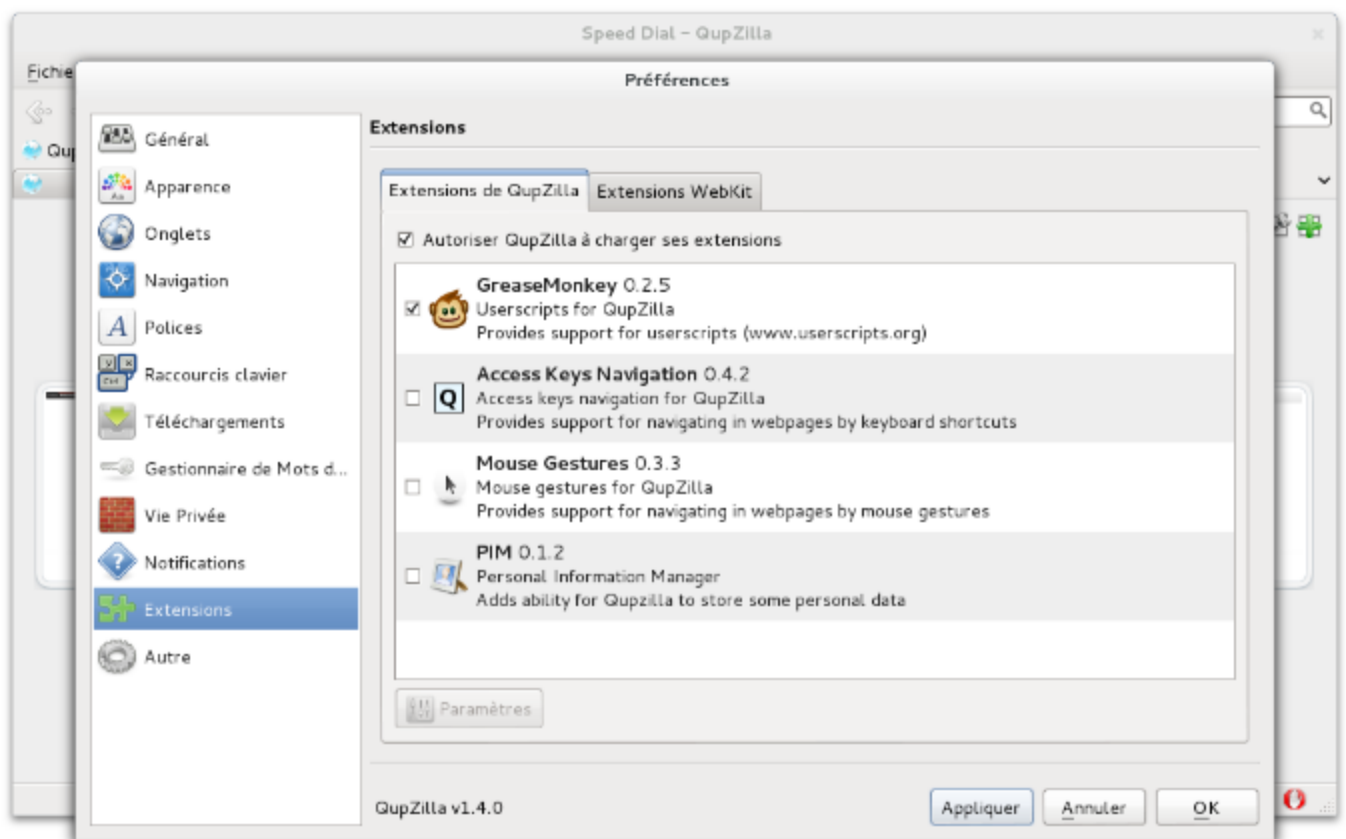 Speed Dial – QupZilla
Fichie
Préférences
Qup
Général
Apparence
Onglets
Navigation
Polices
Raccourcis clavier
Téléchargements
Gestionnaire de Mots d...
Vie Privée
Notifications
Extensions
Autre
Extensions
Extensions de QupZilla
Extensions WebKit
Autoriser QupZilla à charger ses extensions
GreaseMonkey 0.2.5
Userscripts for QupZilla
Provides support for userscripts (www.userscripts.org)
Access Keys Navigation 0.4.2
Access keys navigation for QupZilla
Provides support for navigating in webpages by keyboard shortcuts
Mouse Gestures 0.3.3
Mouse gestures for QupZilla
Provides support for navigating in webpages by mouse gestures
PIM 0.1.2
Personal Information Manager
Adds ability for Qupzilla to store some personal data
Paramètres
QupZilla v1.4.0
Appliquer
Annuler
OK